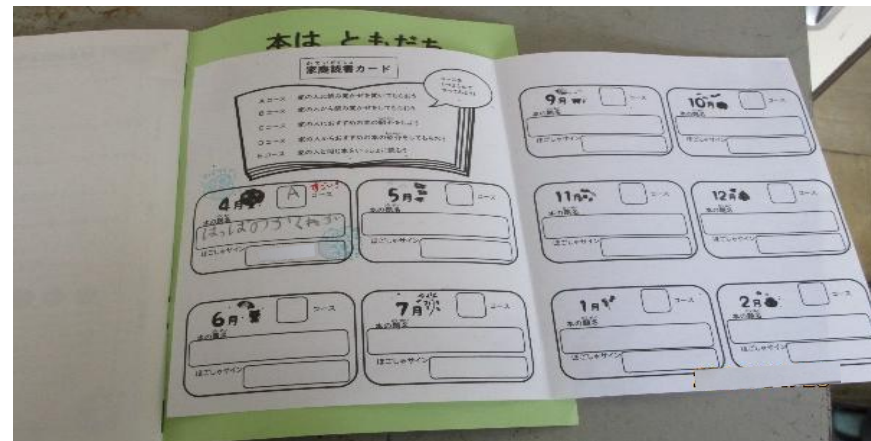 本は ともだち
家庭読書カード
Aコース 家の人に読み聞かせを聞いてもらおう
Bコース 家の人から読み聞かせをしてもらおう
Cコース 家の人におすすめの本の紹介をしよう
Dコース 家の人からおすすめの本の紹介をしてもらおう
Eコース 家の人と同じ本をいっしょに読もう
4月 A コース すごい!
本の題名
はっぱのかくれが
ほごしゃサイン
5月 コース
本の題名
ほごしゃサイン
6月 コース
本の題名
ほごしゃサイン
7月 コース
本の題名
ほごしゃサイン
9月 コース
本の題名
ほごしゃサイン
10月 コース
本の題名
ほごしゃサイン
11月 コース
本の題名
ほごしゃサイン
12月 コース
本の題名
ほごしゃサイン
1月 コース
本の題名
ほごしゃサイン
2月 コース
本の題名
ほごしゃサイン